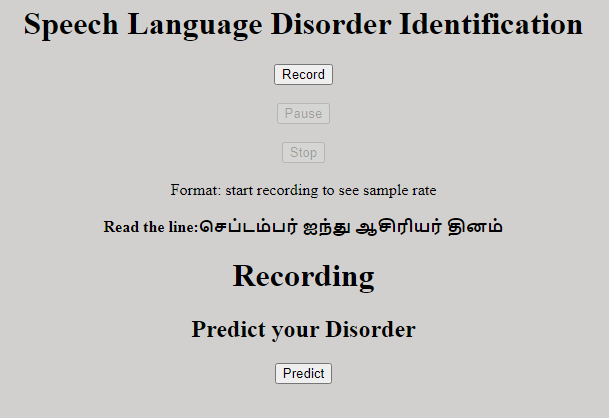 Speech Language Disorder Identification
Record
Pause
Stop
Format: start recording to see sample rate
Read the line:செப்டம்பர் ஐந்து ஆசிரியர் தினம்
Recording
Predict your Disorder
Predict